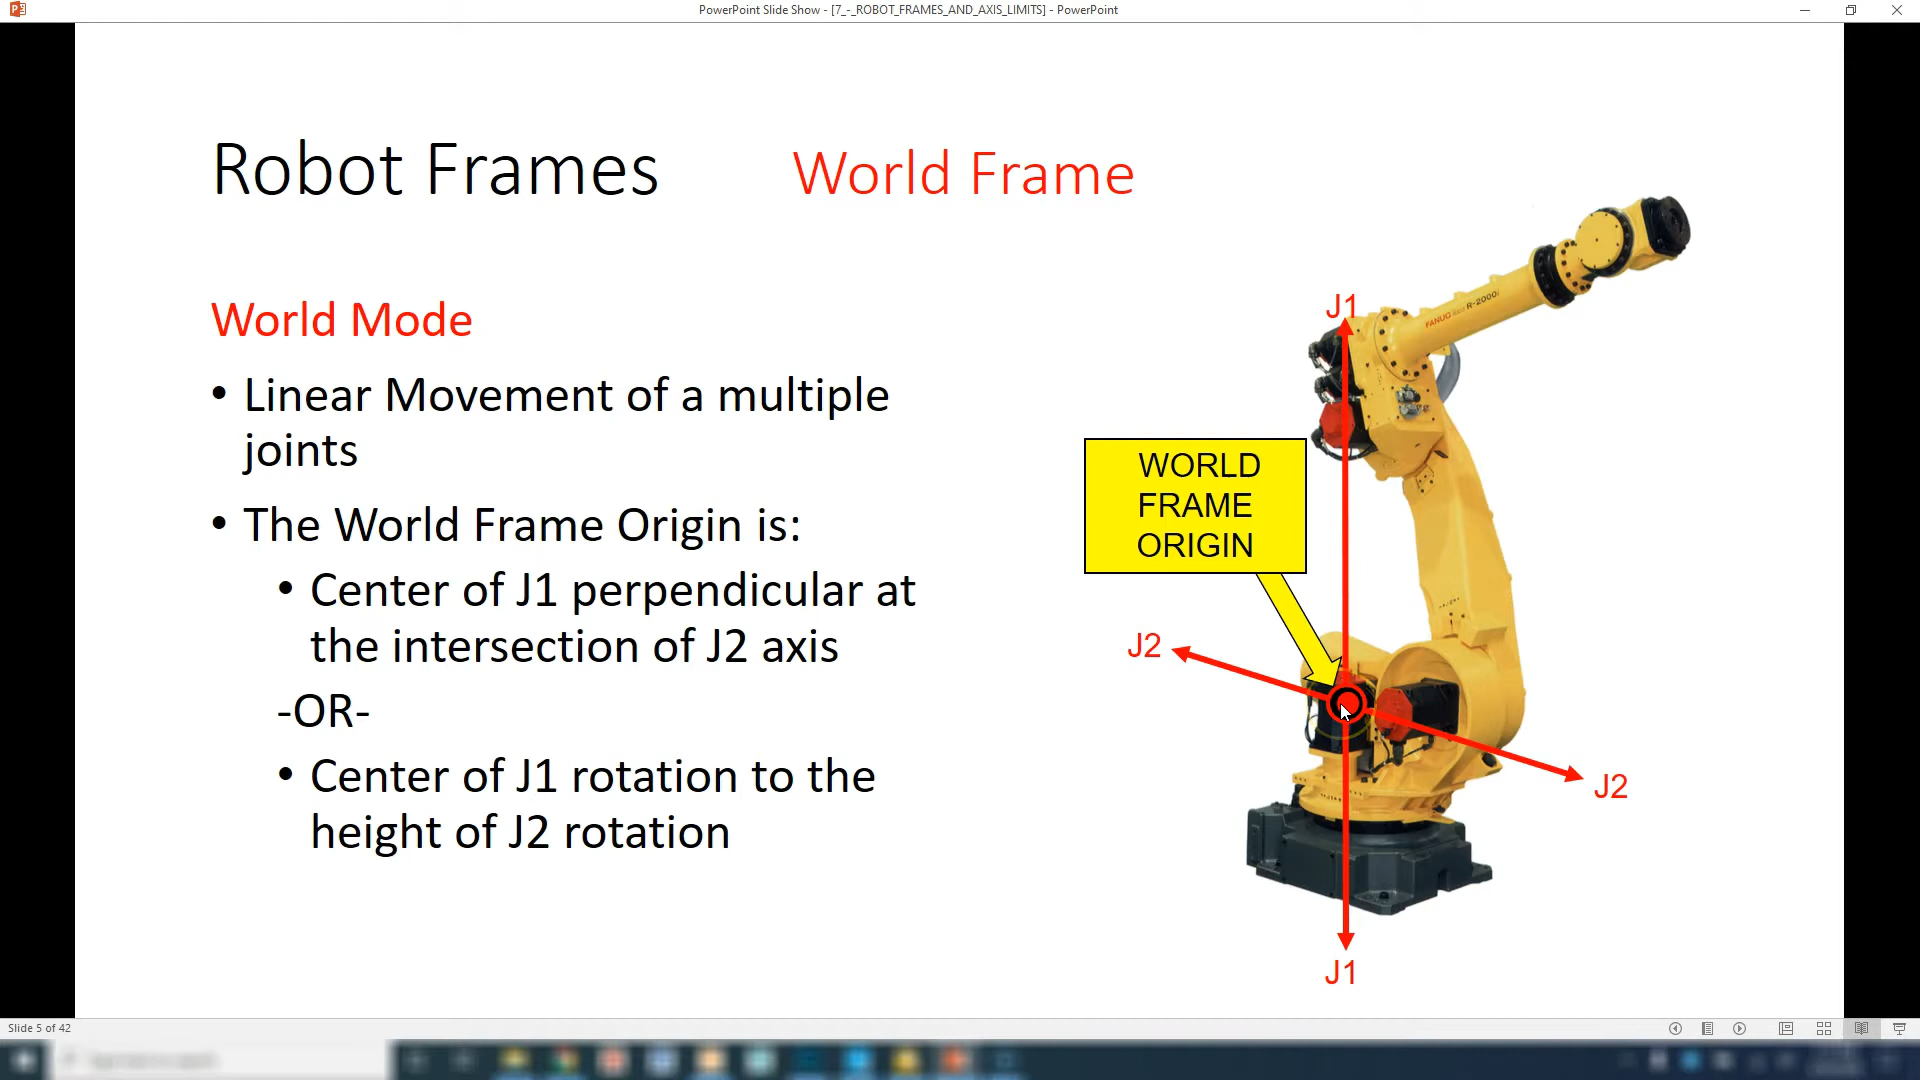 PowerPoint Slide Show - [7_-_ROBOT_FRAMES_AND_AXIS_LIMITS] - PowerPoint
Robot Frames
World Frame
World Mode
• Linear Movement of a multiple
joints
• The World Frame Origin is:
• Center of J1 perpendicular at
the intersection of J2 axis
-OR-
• Center of J1 rotation to the
height of J2 rotation
J1
FANUC Robot R-2000i
WORLD
FRAME
ORIGIN
J2
J2
J1
Slide 5 of 42